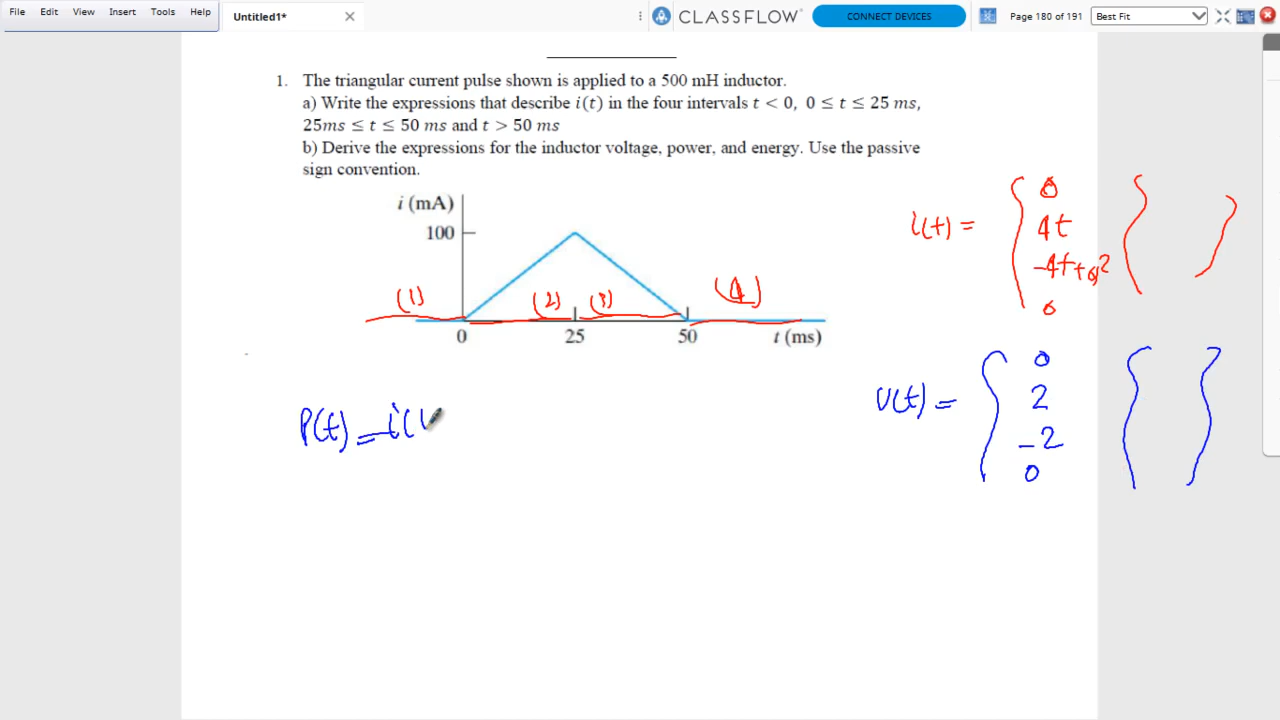 File Edit View Insert Tools Help
Untitled1*
CLASSFLOW
CONNECT DEVICES
Page 180 of 191
Best Fit
1. The triangular current pulse shown is applied to a 500 mH inductor.
a) Write the expressions that describe i(t) in the four intervals t < 0, 0 ≤ t ≤ 25 ms,
25ms ≤ t ≤ 50 ms and t > 50 ms
b) Derive the expressions for the inductor voltage, power, and energy. Use the passive
sign convention.
i (mA)
100
(1) (2) (3) (4)
0 25 50 t (ms)
i(t) =
0
4t
-4t+0.2
0
v(t) =
0
2
-2
0
P(t) = i(